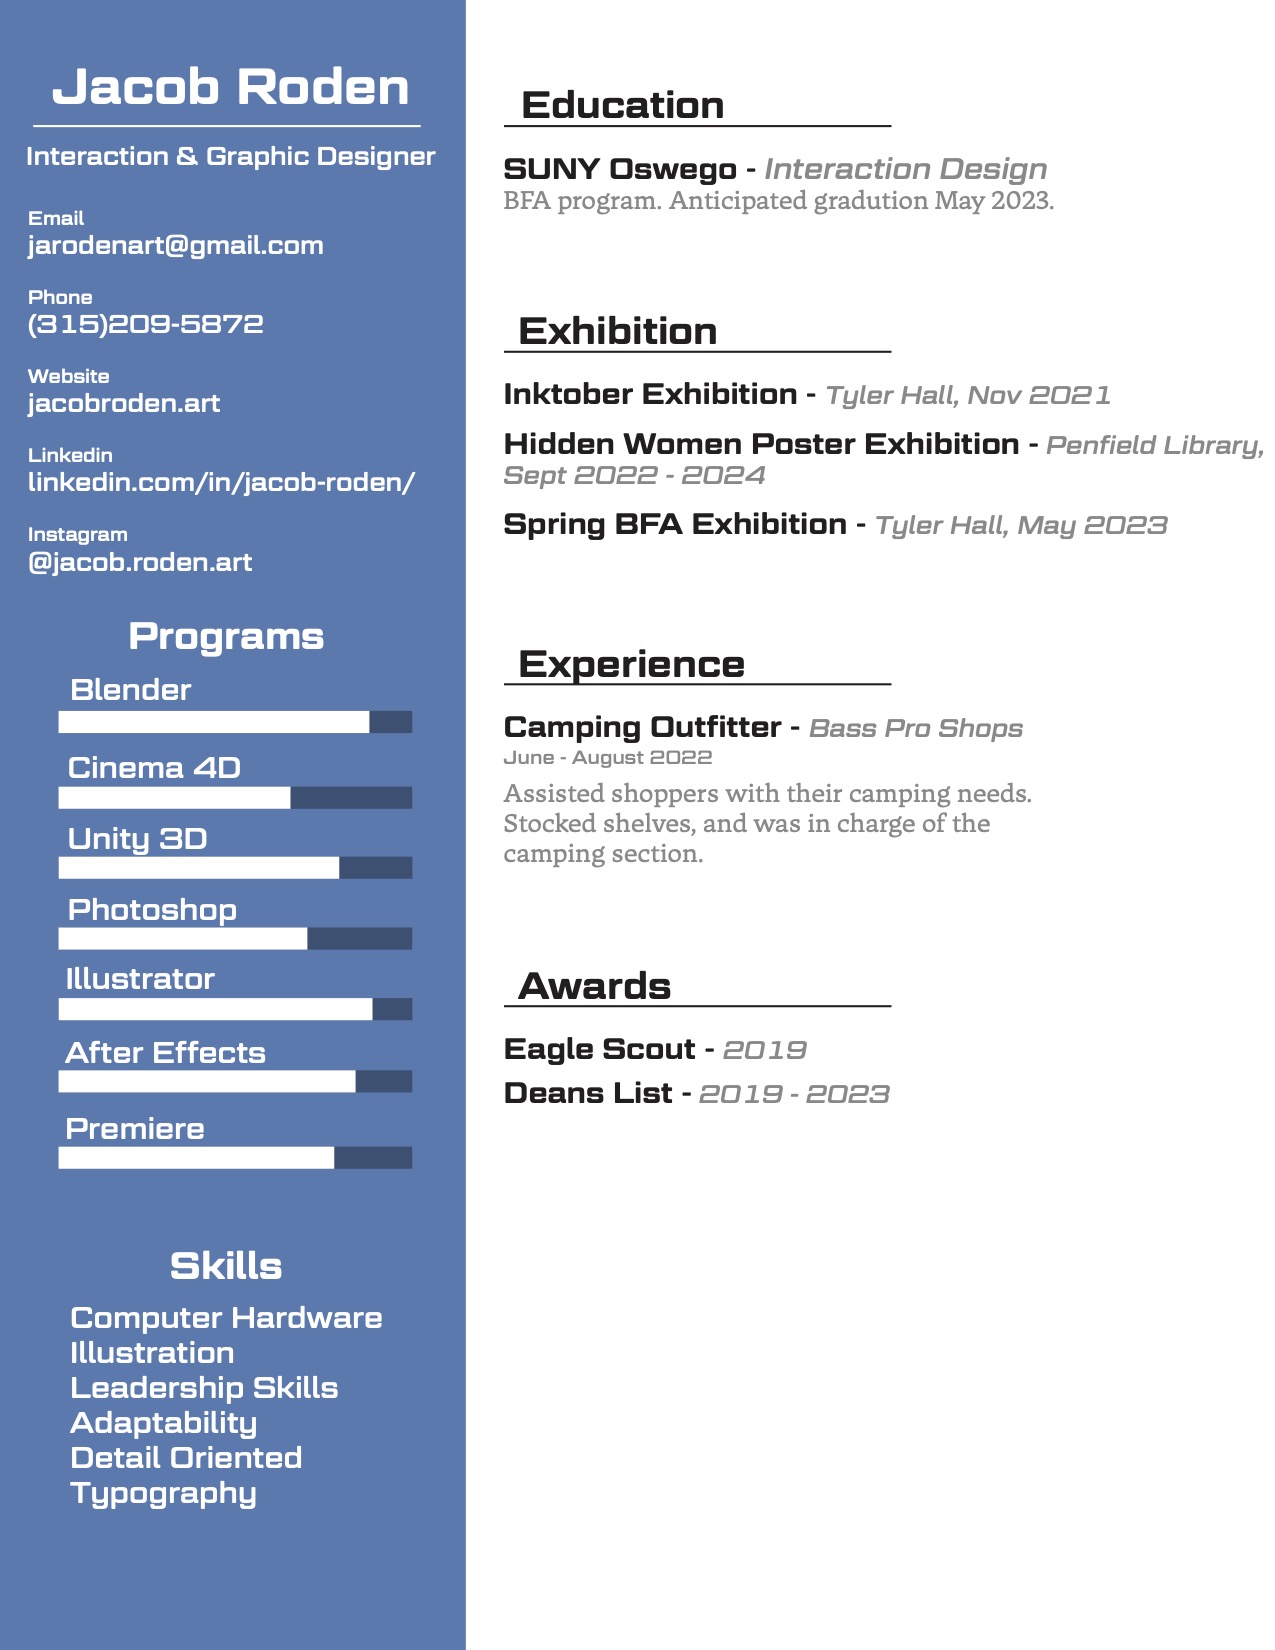 Jacob Roden
Interaction & Graphic Designer
Email
jarodenart@gmail.com
Phone
(315)209-5872
Website
jacobroden.art
Linkedin
linkedin.com/in/jacob-roden/
Instagram
@jacob.roden.art
Programs
Blender
Cinema 4D
Unity 3D
Photoshop
Illustrator
After Effects
Premiere
Skills
Computer Hardware
Illustration
Leadership Skills
Adaptability
Detail Oriented
Typography
Education
SUNY Oswego - Interaction Design
BFA program. Anticipated gradution May 2023.
Exhibition
Inktober Exhibition - Tyler Hall, Nov 2021
Hidden Women Poster Exhibition - Penfield Library,
Sept 2022 - 2024
Spring BFA Exhibition - Tyler Hall, May 2023
Experience
Camping Outfitter - Bass Pro Shops
June - August 2022
Assisted shoppers with their camping needs.
Stocked shelves, and was in charge of the
camping section.
Awards
Eagle Scout - 2019
Deans List - 2019 - 2023